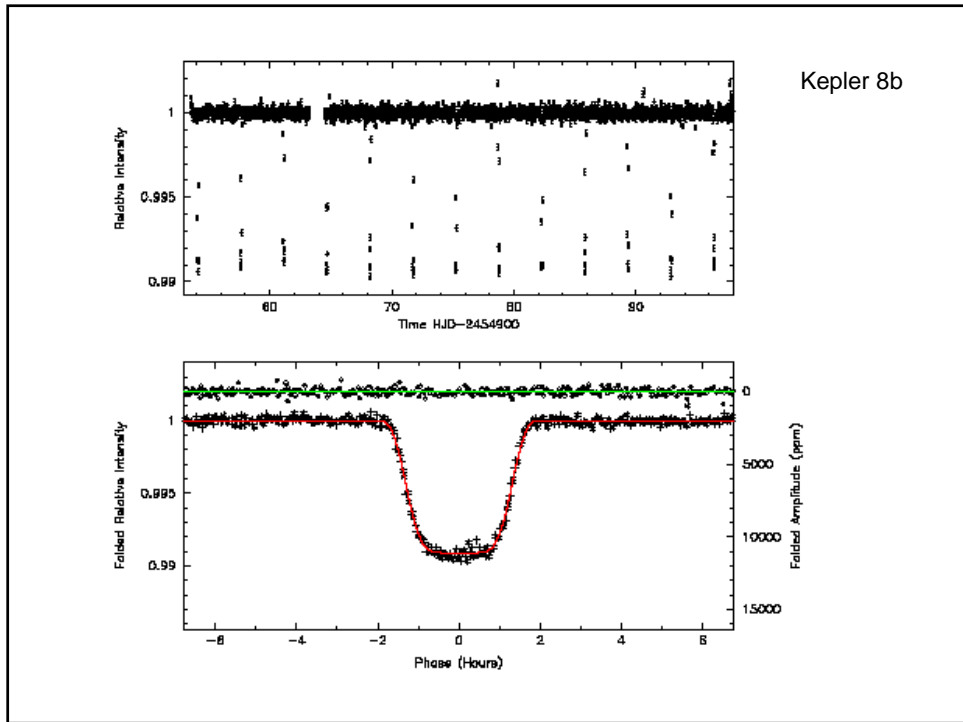 Kepler 8b
1
0.995
0.99
Relative Intensity
60 70 80 90
Time HJD-2454900
1
0.995
0.99
Folded Relative Intensity
0
5000
10000
15000
Folded Amplitude (ppm)
-6 -4 -2 0 2 4 6
Phase (Hours)